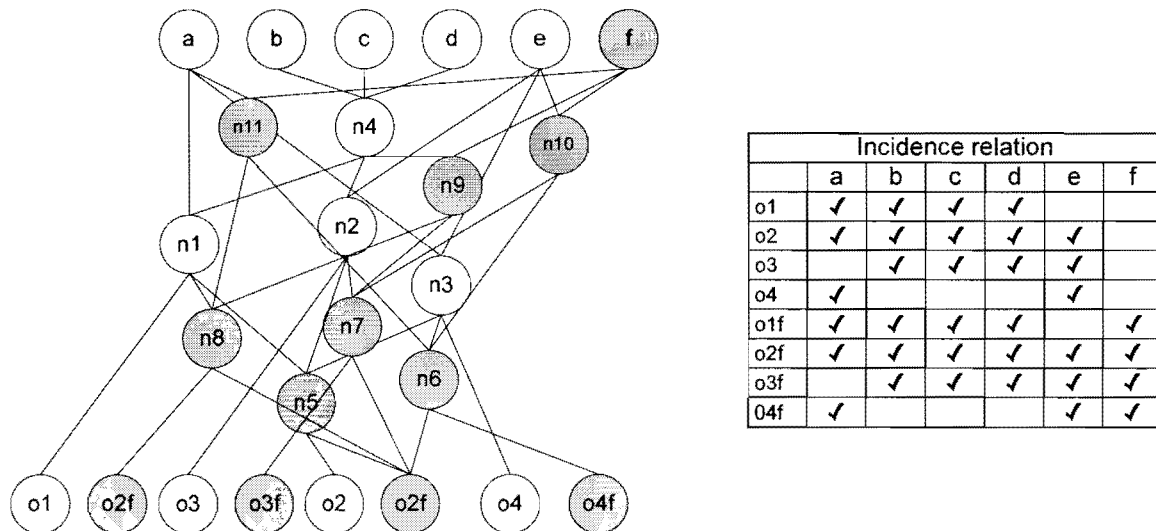 a b c d e f
n11 n4 n10
n9
n2
n1
n3
n8 n7
n6
n5
o1 o2f o3 o3f o2 o2f o4 o4f
Incidence relation
a b c d e f
o1 ✓ ✓ ✓ ✓
o2 ✓ ✓ ✓ ✓ ✓
o3 ✓ ✓ ✓ ✓
o4 ✓ ✓
o1f ✓ ✓ ✓ ✓ ✓
o2f ✓ ✓ ✓ ✓ ✓ ✓
o3f ✓ ✓ ✓ ✓ ✓
04f ✓ ✓ ✓